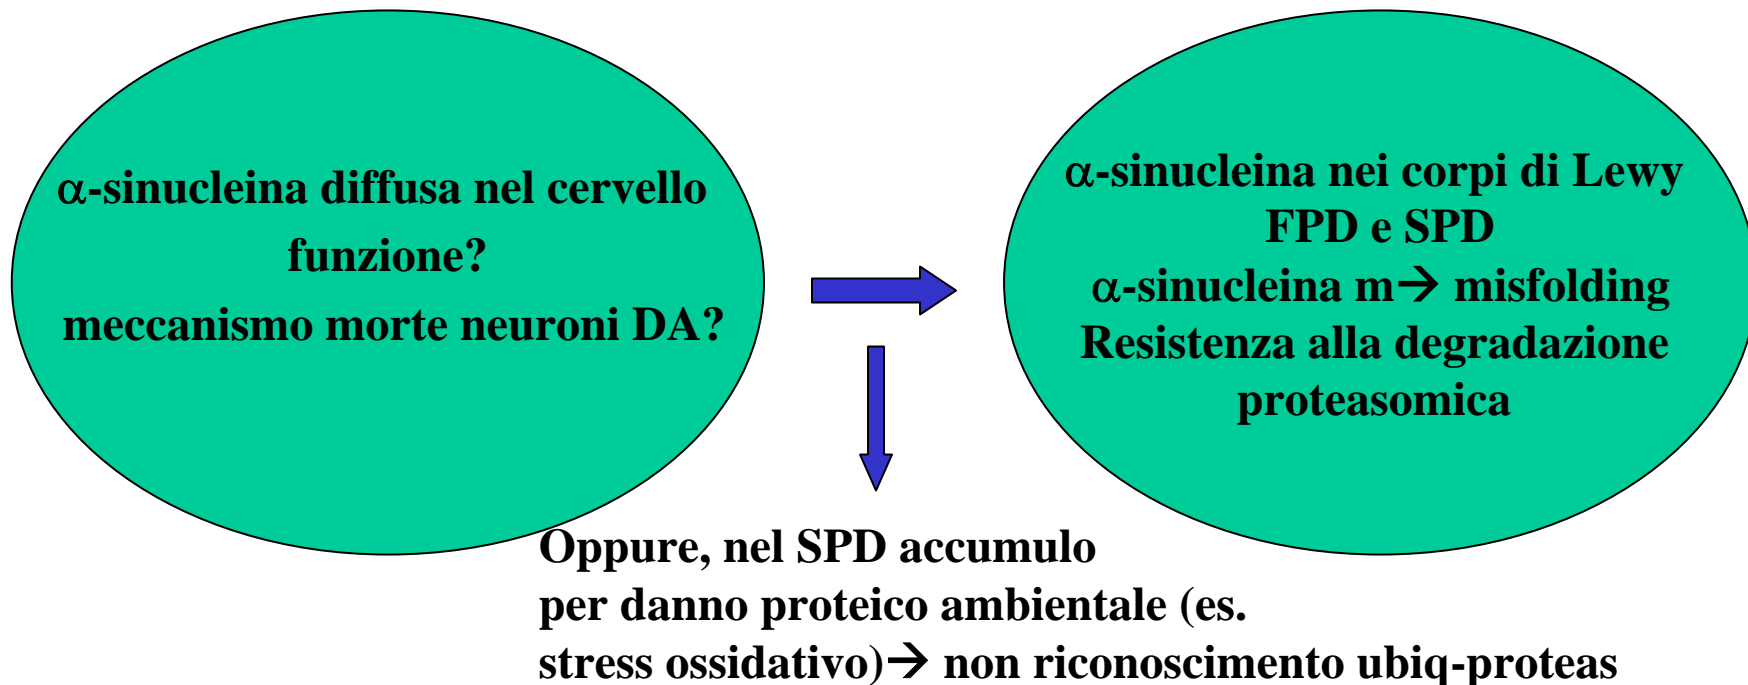 α-sinucleina diffusa nel cervello
funzione?
meccanismo morte neuroni DA?
α-sinucleina nei corpi di Lewy
FPD e SPD
α-sinucleina m→ misfolding
Resistenza alla degradazione
proteasomica
Oppure, nel SPD accumulo
per danno proteico ambientale (es.
stress ossidativo)→ non riconoscimento ubiq-proteas